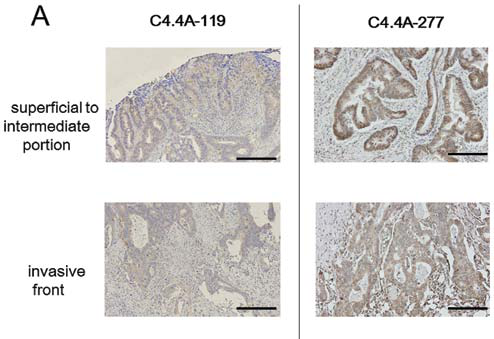 A
C4.4A-119
C4.4A-277
superficial to
intermediate
portion
invasive
front